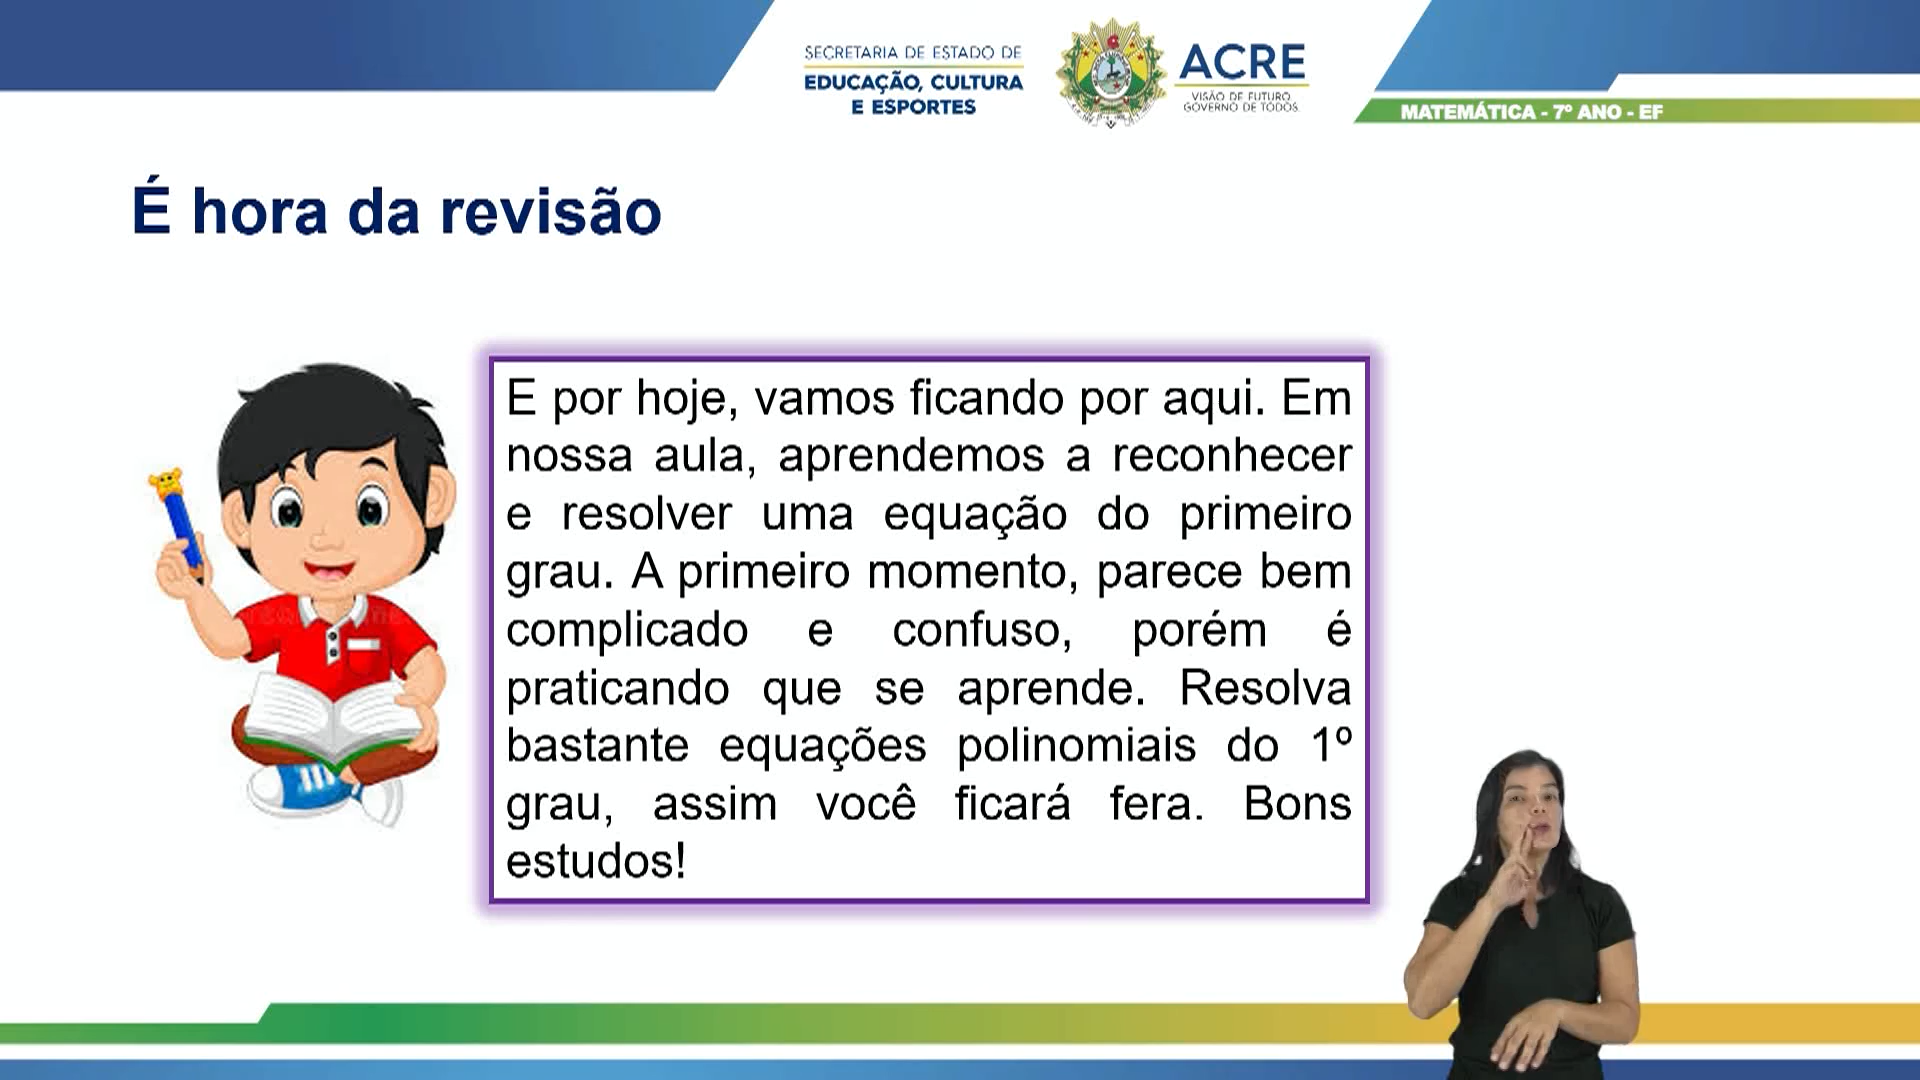 SECRETARIA DE ESTADO DE
EDUCAÇÃO, CULTURA
E ESPORTES
ACRE
VISÃO DE FUTURO
GOVERNO DE TODOS
MATEMÁTICA - 7º ANO - EF
É hora da revisão
E por hoje, vamos ficando por aqui. Em
nossa aula, aprendemos a reconhecer
e resolver uma equação do primeiro
grau. A primeiro momento, parece bem
complicado e confuso, porém é
praticando que se aprende. Resolva
bastante equações polinomiais do 1º
grau, assim você ficará fera. Bons
estudos!